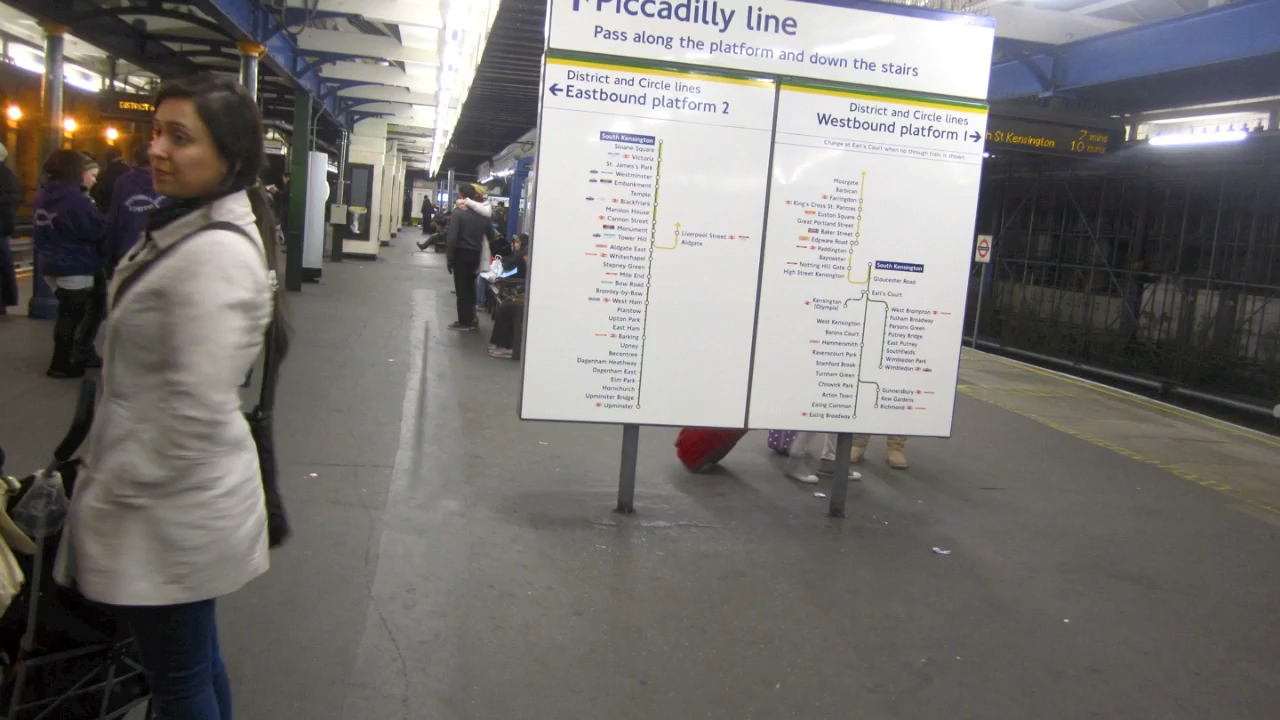 Piccadilly line
Pass along the platform and down the stairs
District and Circle lines
Eastbound platform 2
South Kensington
Sloane Square
Victoria
St. James's Park
Westminster
Embankment
Temple
Blackfriars
Mansion House
Cannon Street
Monument
Tower Hill
Liverpool Street
Aldgate
Aldgate East
Whitechapel
Stepney Green
Mile End
Bow Road
Bromley-by-Bow
West Ham
Plaistow
Upton Park
East Ham
Barking
Upney
Becontree
Dagenham Heathway
Dagenham East
Elm Park
Hornchurch
Upminster Bridge
Upminster
District and Circle lines
Westbound platform 1
Change at Earl's Court when no through train is shown
Moorgate
Barbican
Farringdon
King's Cross St. Pancras
Euston Square
Great Portland Street
Baker Street
Edgware Road
Paddington
Bayswater
Notting Hill Gate
High Street Kensington
South Kensington
Gloucester Road
Earl's Court
Kensington
(Olympia)
West Kensington
Barons Court
Hammersmith
Ravenscourt Park
Stamford Brook
Turnham Green
Chiswick Park
Acton Town
Ealing Common
Ealing Broadway
West Brompton
Fulham Broadway
Parsons Green
Putney Bridge
East Putney
Southfields
Wimbledon Park
Wimbledon
Gunnersbury
Kew Gardens
Richmond
h St Kensington 2 mins
10 mins
DISTRICT